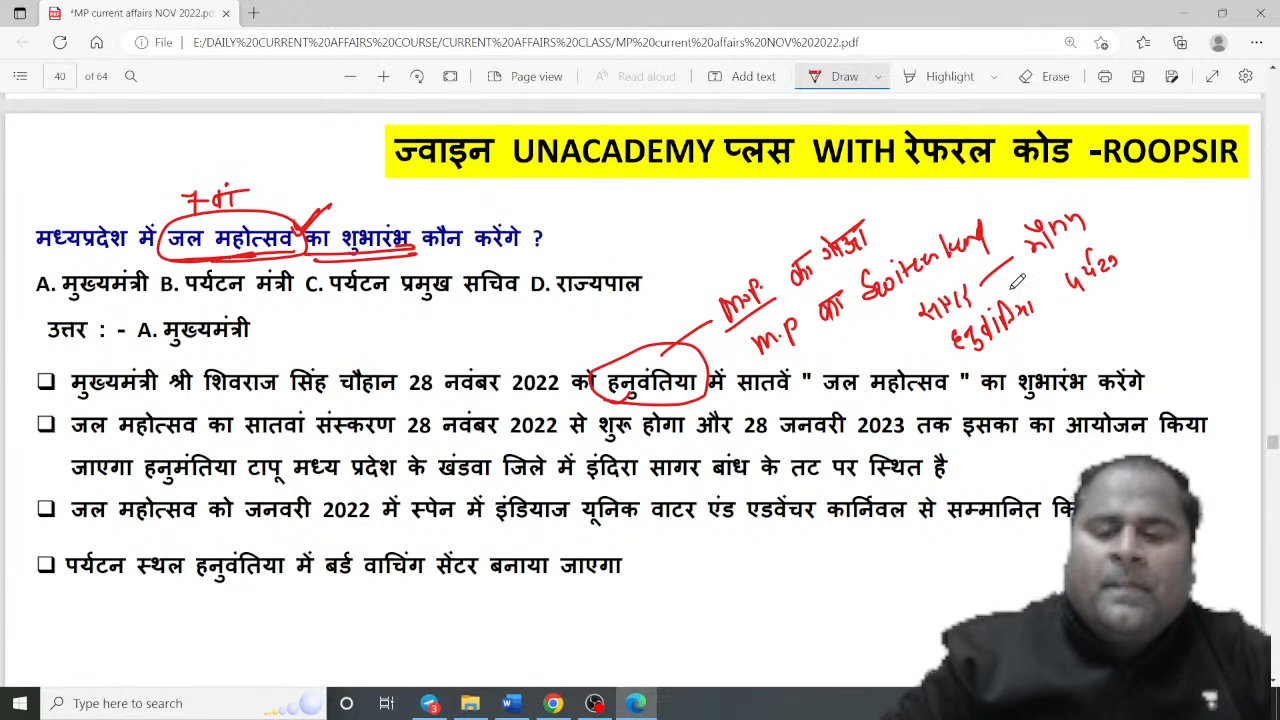 *MP current affairs NOV 2022.pdf
File E:/DAILY%20CURRENT%20AFFAIRS%20COURSE/CURRENT%20AFFAIRS%20CLASS/MP%20current%20affairs%20NOV%202022.pdf
40 of 64 Page view Read aloud Add text Draw Highlight Erase
ज्वाइन UNACADEMY प्लस WITH रेफरल कोड -ROOPSIR
7-वां
मध्यप्रदेश में जल महोत्सव का शुभारंभ कौन करेंगे ?
A. मुख्यमंत्री B. पर्यटन मंत्री C. पर्यटन प्रमुख सचिव D. राज्यपाल
उत्तर : - A. मुख्यमंत्री
M.P. का गोआ
M.P का Switzerland
❑ मुख्यमंत्री श्री शिवराज सिंह चौहान 28 नवंबर 2022 को हनुवंतिया में सातवें " जल महोत्सव " का शुभारंभ करेंगे
❑ जल महोत्सव का सातवां संस्करण 28 नवंबर 2022 से शुरू होगा और 28 जनवरी 2023 तक इसका का आयोजन किया
जाएगा हनुमंतिया टापू मध्य प्रदेश के खंडवा जिले में इंदिरा सागर बांध के तट पर स्थित है
❑ जल महोत्सव को जनवरी 2022 में स्पेन में इंडियाज यूनिक वाटर एंड एडवेंचर कार्निवल से सम्मानित
❑ पर्यटन स्थल हनुवंतिया में बर्ड वाचिंग सेंटर बनाया जाएगा
Type here to search
3